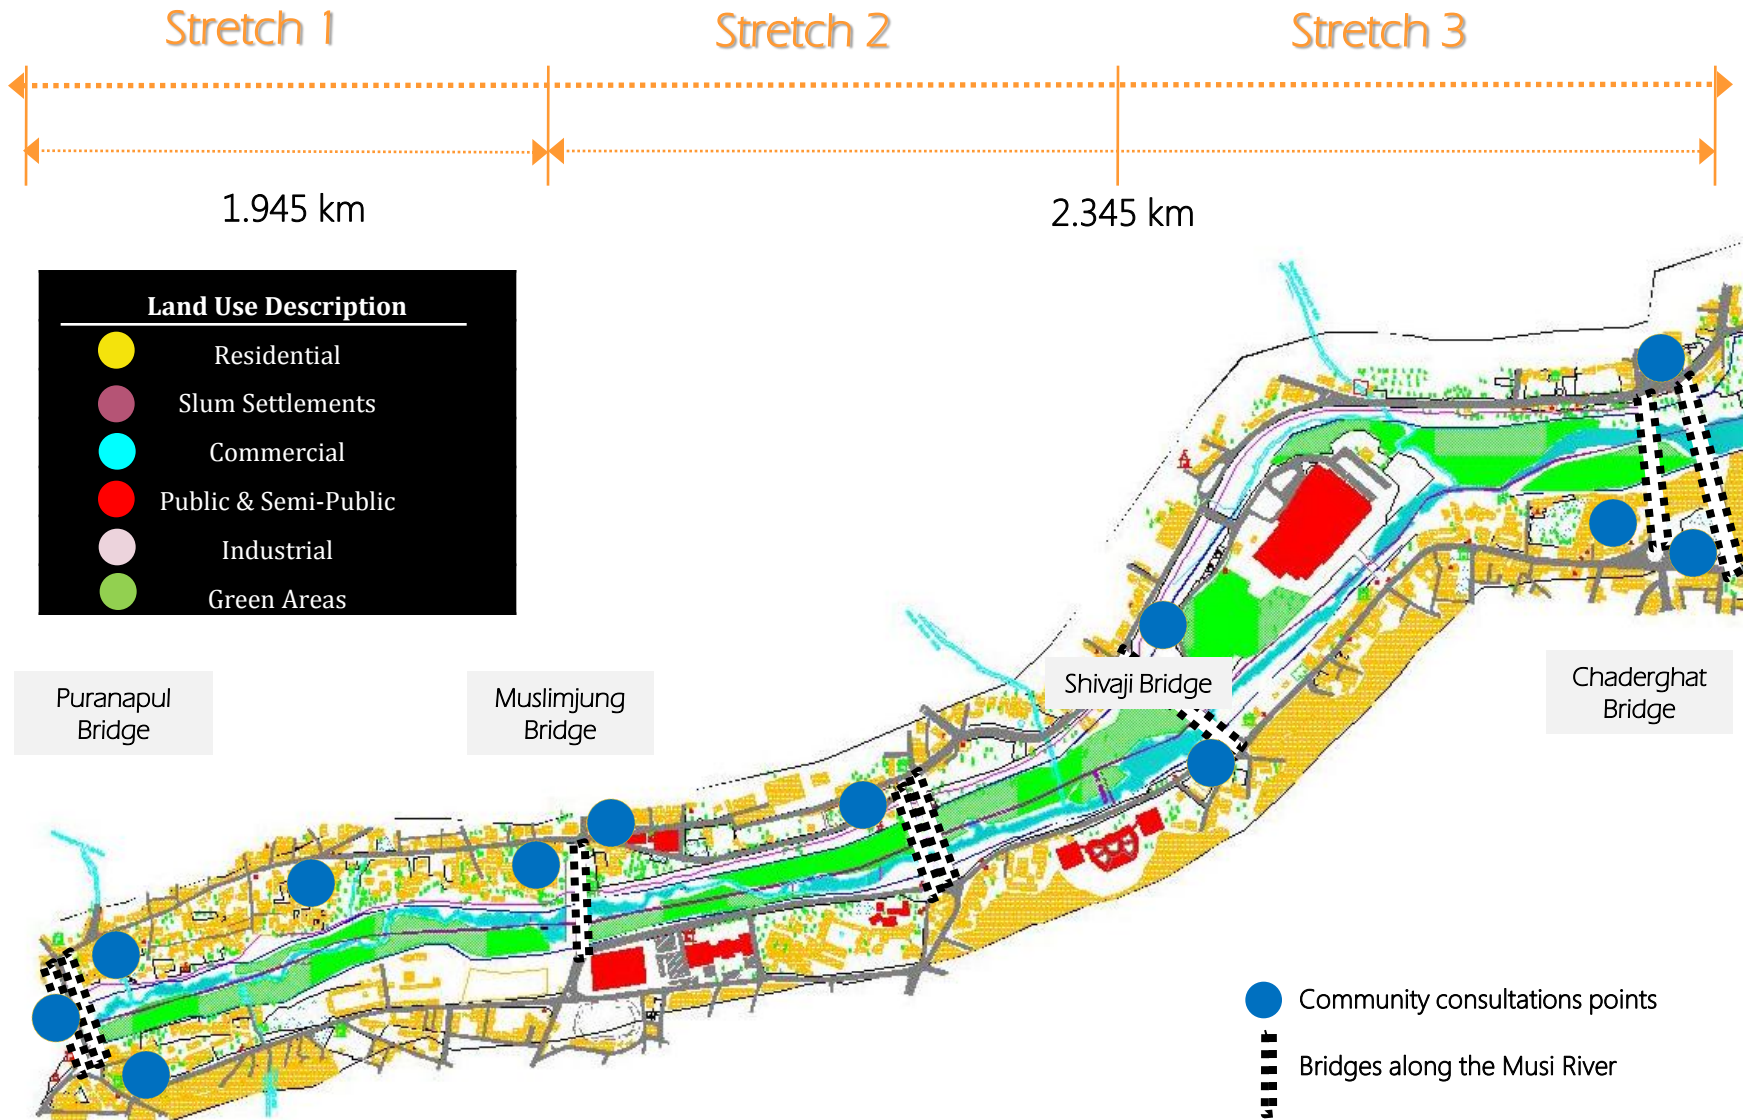 Stretch 1
Stretch 2
Stretch 3
1.945 km
2.345 km
Land Use Description
Residential
Slum Settlements
Commercial
Public & Semi-Public
Industrial
Green Areas
Puranapul
Bridge
Muslimjung
Bridge
Shivaji Bridge
Chaderghat
Bridge
Community consultations points
Bridges along the Musi River